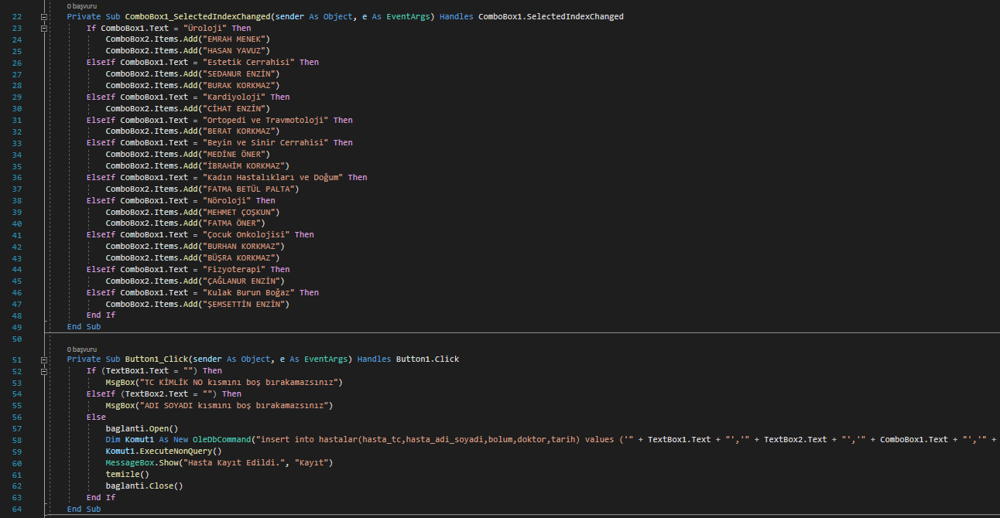 0 başvuru
22 Private Sub ComboBox1_SelectedIndexChanged(sender As Object, e As EventArgs) Handles ComboBox1.SelectedIndexChanged
23 If ComboBox1.Text = "Üroloji" Then
24 ComboBox2.Items.Add("EMRAH MENEK")
25 ComboBox2.Items.Add("HASAN YAVUZ")
26 ElseIf ComboBox1.Text = "Estetik Cerrahisi" Then
27 ComboBox2.Items.Add("SEDANUR ENZİN")
28 ComboBox2.Items.Add("BURAK KORKMAZ")
29 ElseIf ComboBox1.Text = "Kardiyoloji" Then
30 ComboBox2.Items.Add("CİHAT ENZİN")
31 ElseIf ComboBox1.Text = "Ortopedi ve Travmotoloji" Then
32 ComboBox2.Items.Add("BERAT KORKMAZ")
33 ElseIf ComboBox1.Text = "Beyin ve Sinir Cerrahisi" Then
34 ComboBox2.Items.Add("MEDİNE ÖNER")
35 ComboBox2.Items.Add("İBRAHİM KORKMAZ")
36 ElseIf ComboBox1.Text = "Kadın Hastalıkları ve Doğum" Then
37 ComboBox2.Items.Add("FATMA BETÜL PALTA")
38 ElseIf ComboBox1.Text = "Nöroloji" Then
39 ComboBox2.Items.Add("MEHMET ÇOŞKUN")
40 ComboBox2.Items.Add("FATMA ÖNER")
41 ElseIf ComboBox1.Text = "Çocuk Onkolojisi" Then
42 ComboBox2.Items.Add("BURHAN KORKMAZ")
43 ComboBox2.Items.Add("BÜŞRA KORKMAZ")
44 ElseIf ComboBox1.Text = "Fizyoterapi" Then
45 ComboBox2.Items.Add("ÇAĞLANUR ENZİN")
46 ElseIf ComboBox1.Text = "Kulak Burun Boğaz" Then
47 ComboBox2.Items.Add("ŞEMSETTİN ENZİN")
48 End If
49 End Sub
50
0 başvuru
51 Private Sub Button1_Click(sender As Object, e As EventArgs) Handles Button1.Click
52 If (TextBox1.Text = "") Then
53 MsgBox("TC KİMLİK NO kısmını boş bırakamazsınız")
54 ElseIf (TextBox2.Text = "") Then
55 MsgBox("ADI SOYADI kısmını boş bırakamazsınız")
56 Else
57 baglanti.Open()
58 Dim Komut1 As New OleDbCommand("insert into hastalar(hasta_tc,hasta_adi_soyadi,bolum,doktor,tarih) values ('" + TextBox1.Text + "','" + TextBox2.Text + "','" + ComboBox1.Text + "','" +
59 Komut1.ExecuteNonQuery()
60 MessageBox.Show("Hasta Kayıt Edildi.", "Kayıt")
61 temizle()
62 baglanti.Close()
63 End If
64 End Sub